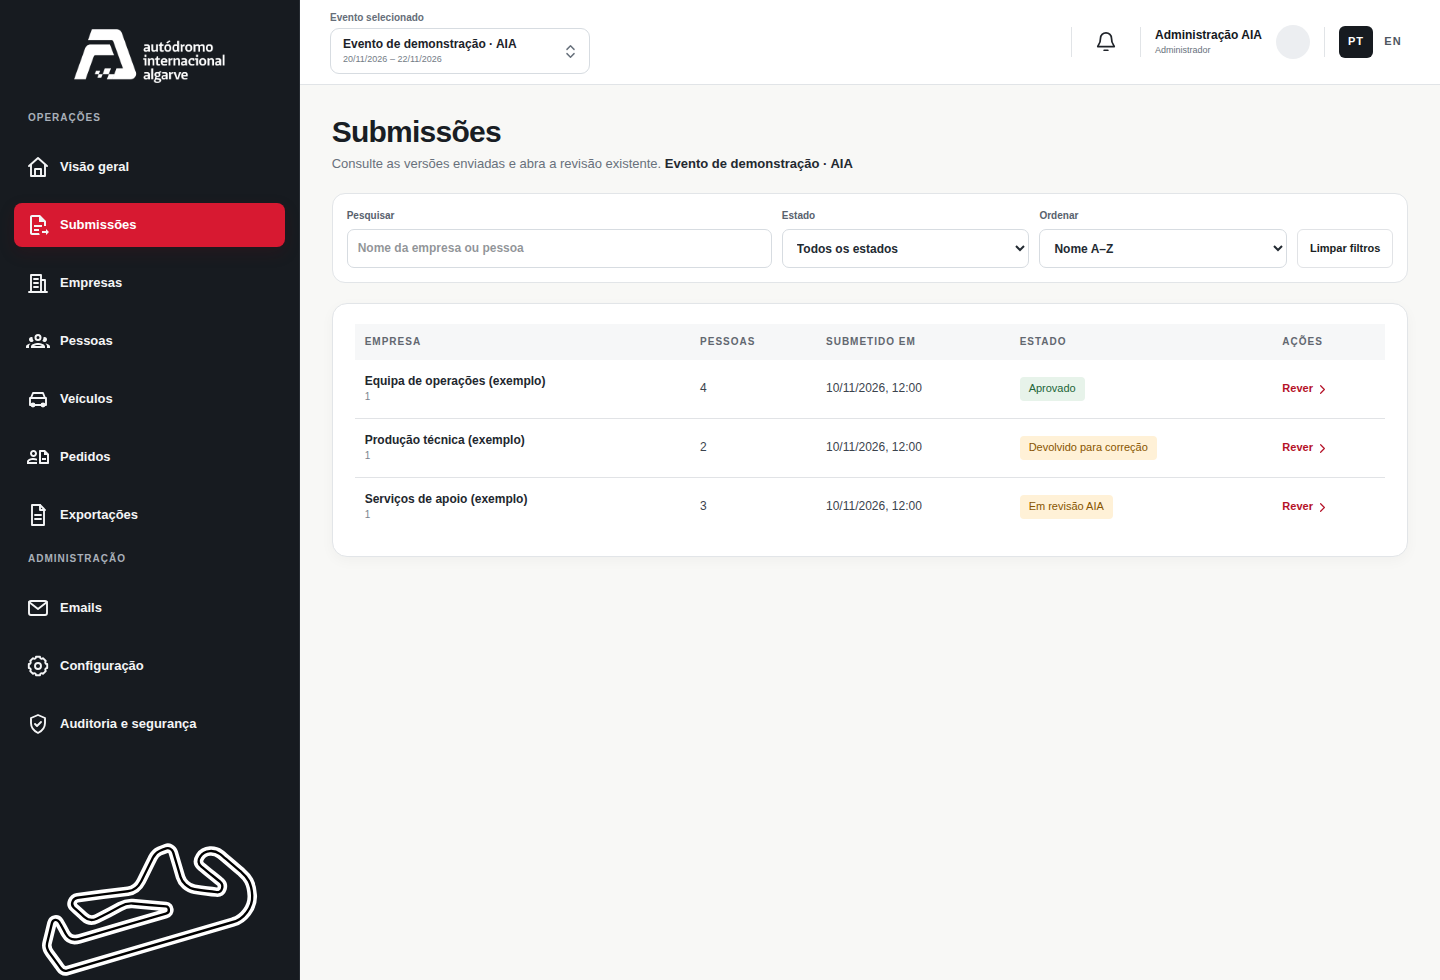 autódromo
internacional
algarve
OPERAÇÕES
Visão geral
Submissões
Empresas
Pessoas
Veículos
Pedidos
Exportações
ADMINISTRAÇÃO
Emails
Configuração
Auditoria e segurança
Evento selecionado
Evento de demonstração · AIA
20/11/2026 – 22/11/2026
Administração AIA
Administrador
PT EN
Submissões
Consulte as versões enviadas e abra a revisão existente. Evento de demonstração · AIA
Pesquisar Estado Ordenar
Nome da empresa ou pessoa Todos os estados Nome A–Z Limpar filtros
EMPRESA PESSOAS SUBMETIDO EM ESTADO AÇÕES
Equipa de operações (exemplo)
1
4 10/11/2026, 12:00 Aprovado Rever
Produção técnica (exemplo)
1
2 10/11/2026, 12:00 Devolvido para correção Rever
Serviços de apoio (exemplo)
1
3 10/11/2026, 12:00 Em revisão AIA Rever